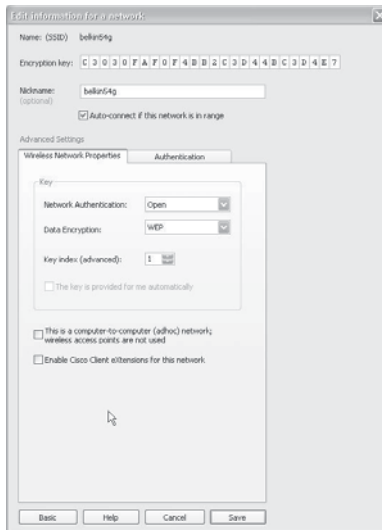 Edit information for a network
Name: (SSID) belkin54g
Encryption key: C 3 0 3 0 F A F 0 F 4 B B 2 C 3 D 4 4 B C 3 D 4 E 7
Nickname: belkin54g
(optional)
Auto-connect if this network is in range
Advanced Settings
Wireless Network Properties Authentication
Key
Network Authentication: Open
Data Encryption: WEP
Key index (advanced): 1
The key is provided for me automatically
This is a computer-to-computer (adhoc) network;
wireless access points are not used
Enable Cisco Client eXtensions for this network
Basic Help Cancel Save